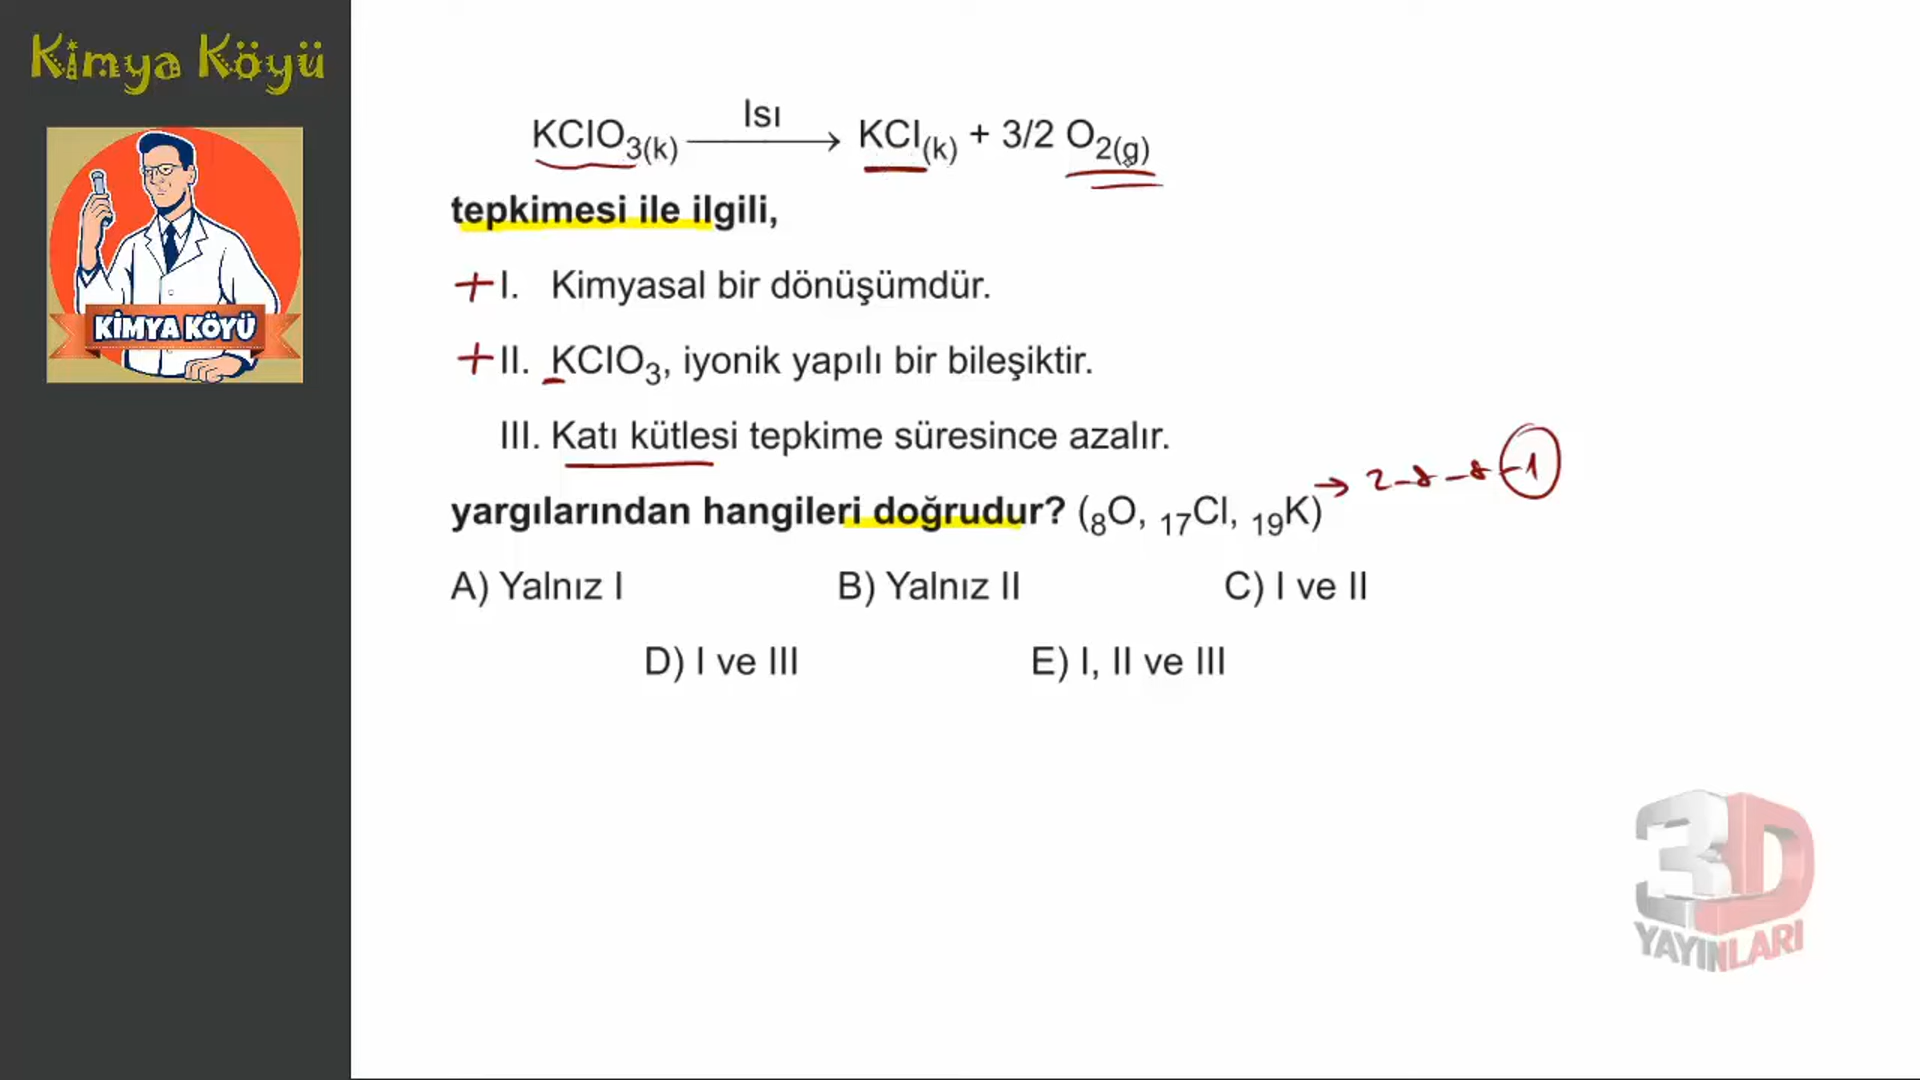 Kimya Köyü
KİMYA KÖYÜ
KClO3(k) Isı → KCl(k) + 3/2 O2(g)
tepkimesi ile ilgili,
+ I. Kimyasal bir dönüşümdür.
+ II. KClO3, iyonik yapılı bir bileşiktir.
III. Katı kütlesi tepkime süresince azalır.
yargılarından hangileri doğrudur? (8O, 17Cl, 19K) → 2-8-8-1
A) Yalnız I B) Yalnız II C) I ve II
D) I ve III E) I, II ve III
3D
YAYINLARI